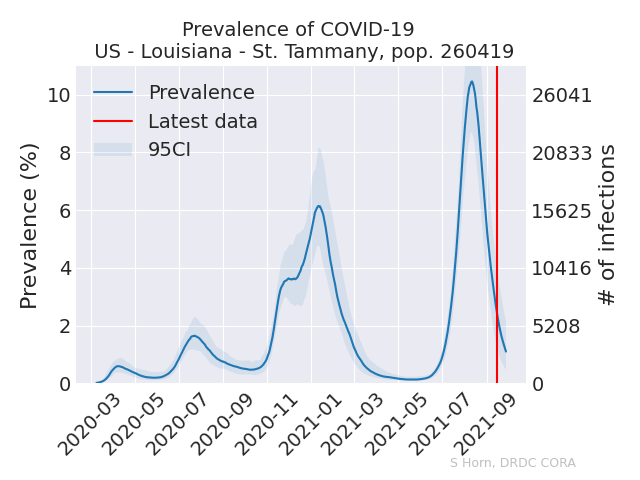 Prevalence of COVID-19
US - Louisiana - St. Tammany, pop. 260419
Prevalence (%)
10
8
6
4
2
0
Prevalence
Latest data
95CI
26041
20833
15625
10416
5208
0
# of infections
2020-03
2020-05
2020-07
2020-09
2020-11
2021-01
2021-03
2021-05
2021-07
2021-09
S Horn, DRDC CORA